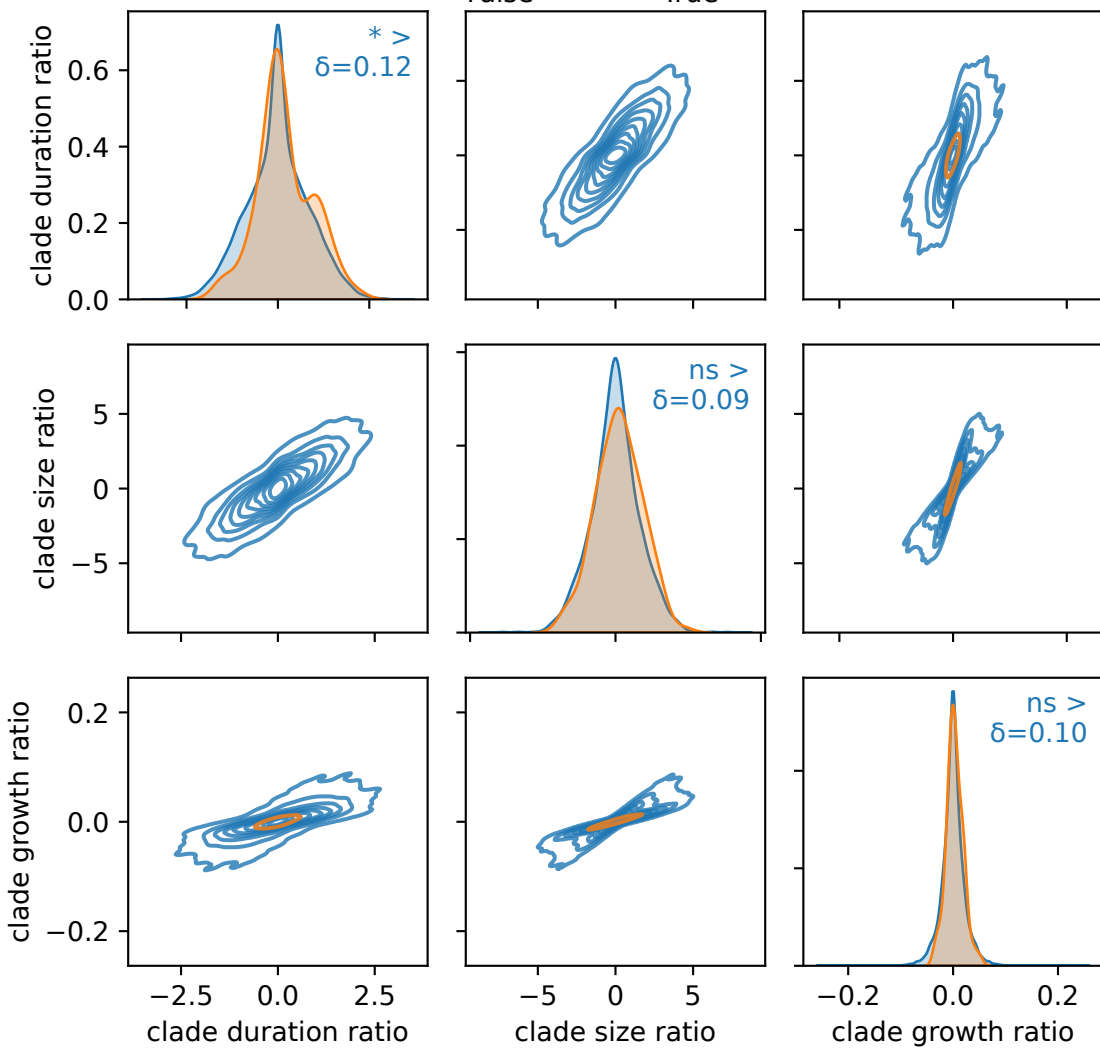 clade duration ratio
0.6
0.4
0.2
0.0
* >
δ=0.12
clade size ratio
5
0
−5
ns >
δ=0.09
clade growth ratio
0.2
0.0
−0.2
ns >
δ=0.10
−2.5 0.0 2.5
−5 0 5
−0.2 0.0 0.2
clade duration ratio
clade size ratio
clade growth ratio